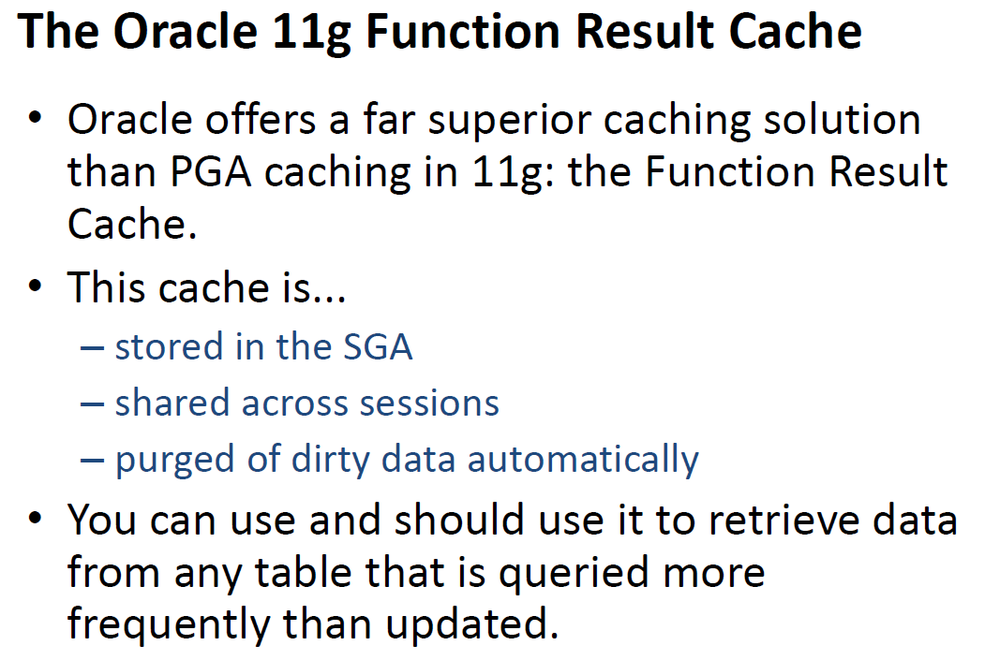 The Oracle 11g Function Result Cache
• Oracle offers a far superior caching solution
than PGA caching in 11g: the Function Result
Cache.
• This cache is...
– stored in the SGA
– shared across sessions
– purged of dirty data automatically
• You can use and should use it to retrieve data
from any table that is queried more
frequently than updated.